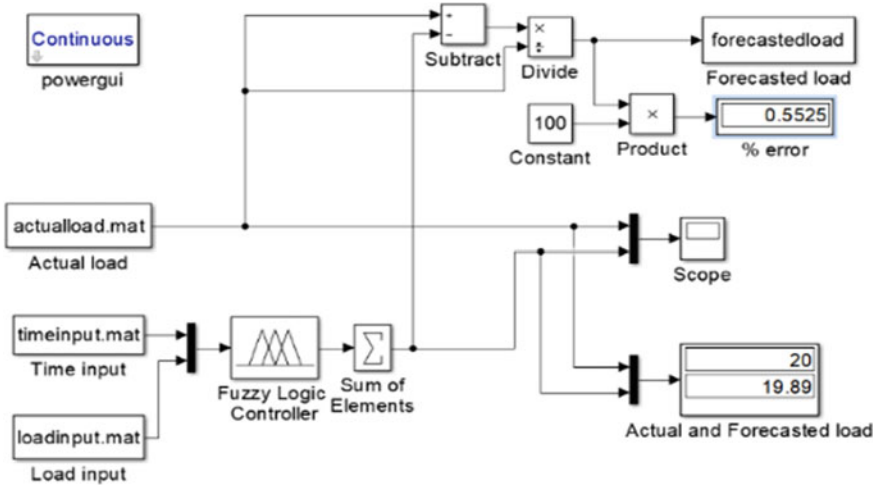 Continuous
powergui
+
−
Subtract
×
÷
Divide
forecastedload
Forecasted load
100
Constant
×
Product
0.5525
% error
actualload.mat
Actual load
Scope
timeinput.mat
Time input
Fuzzy Logic
Controller
Σ
Sum of
Elements
20
19.89
Actual and Forecasted load
loadinput.mat
Load input